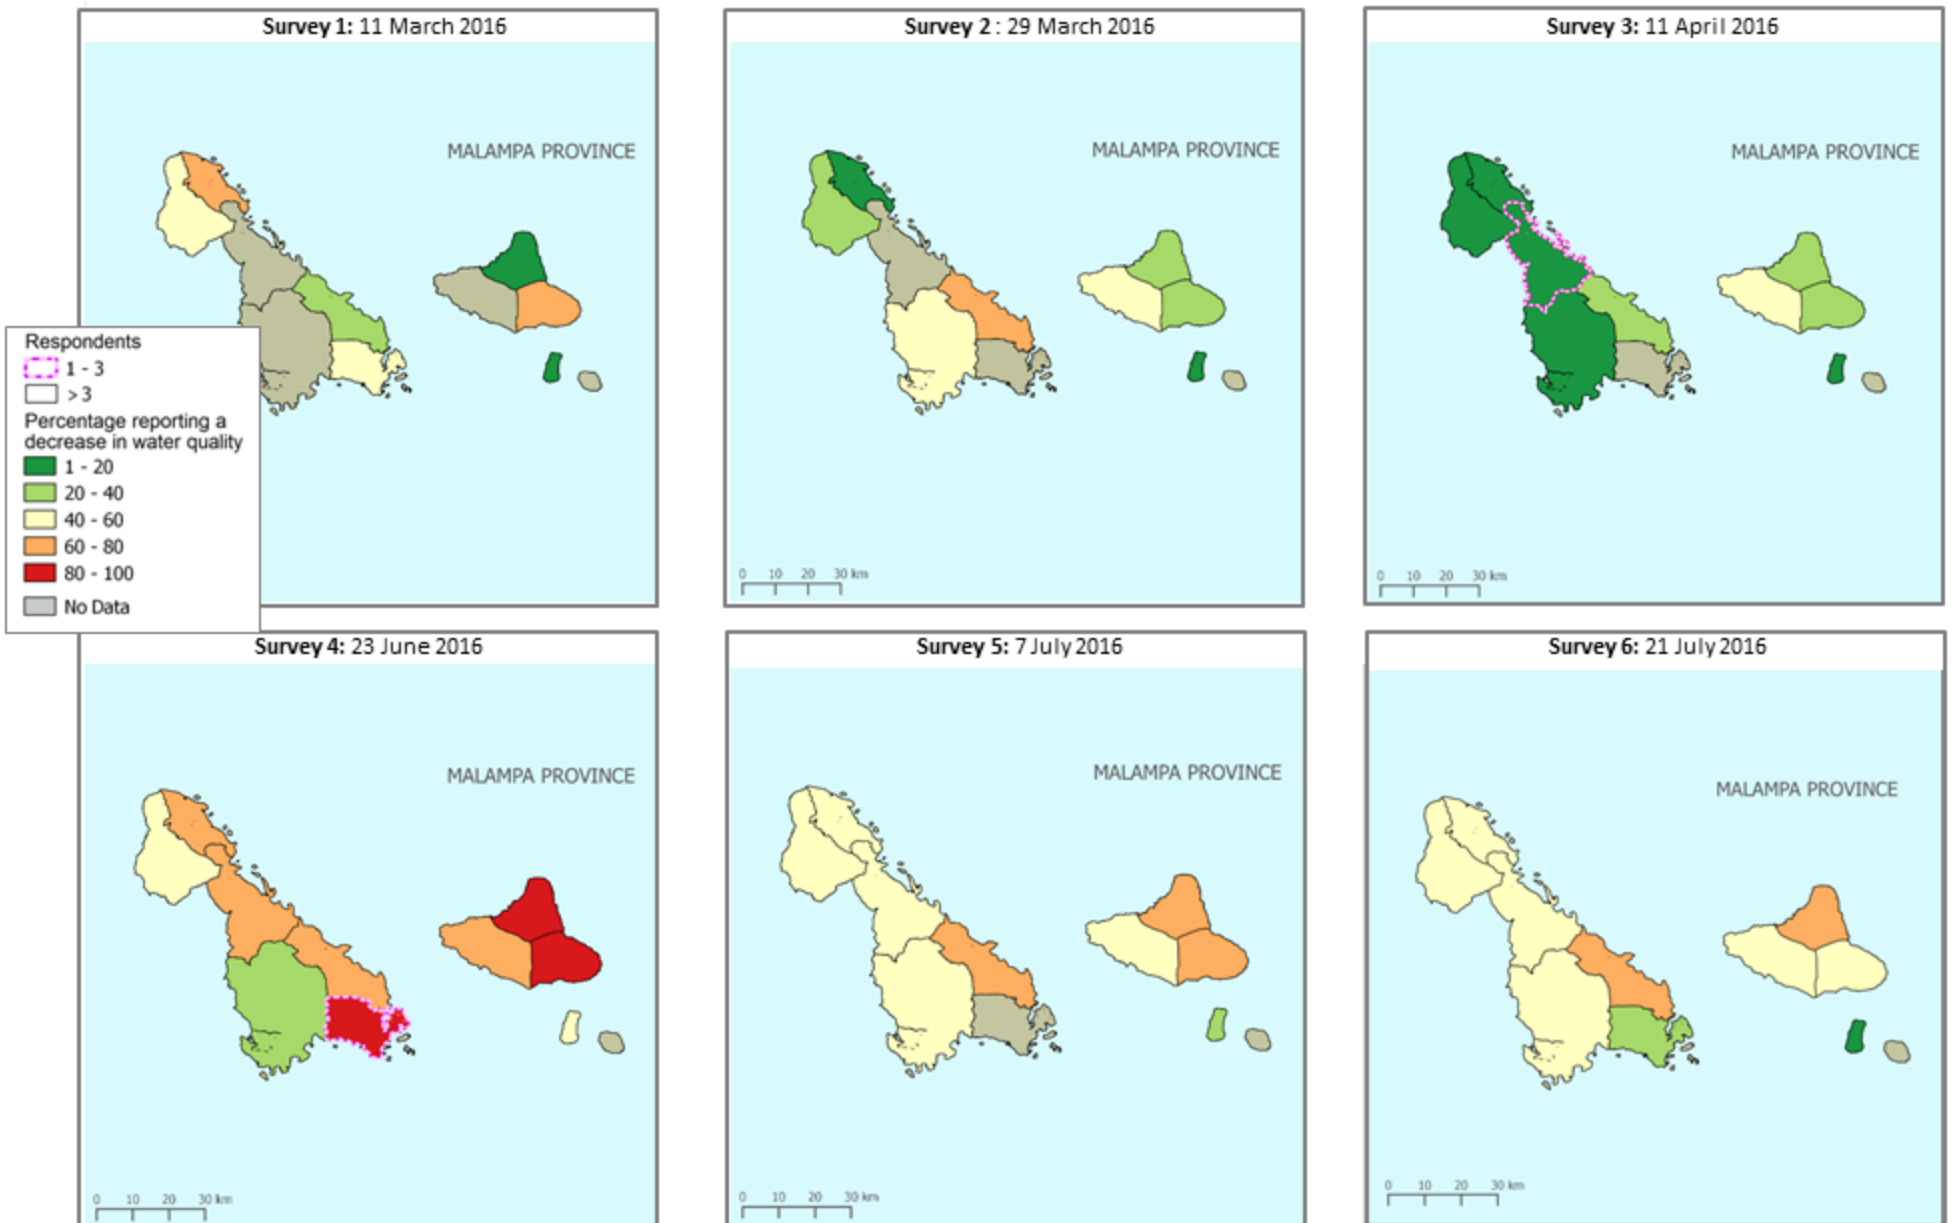 Survey 1: 11 March 2016
MALAMPA PROVINCE
Respondents
1 - 3
> 3
Percentage reporting a
decrease in water quality
1 - 20
20 - 40
40 - 60
60 - 80
80 - 100
No Data
Survey 2 : 29 March 2016
MALAMPA PROVINCE
0 10 20 30 km
Survey 3: 11 April 2016
MALAMPA PROVINCE
0 10 20 30 km
Survey 4: 23 June 2016
MALAMPA PROVINCE
0 10 20 30 km
Survey 5: 7 July 2016
MALAMPA PROVINCE
0 10 20 30 km
Survey 6: 21 July 2016
MALAMPA PROVINCE
0 10 20 30 km